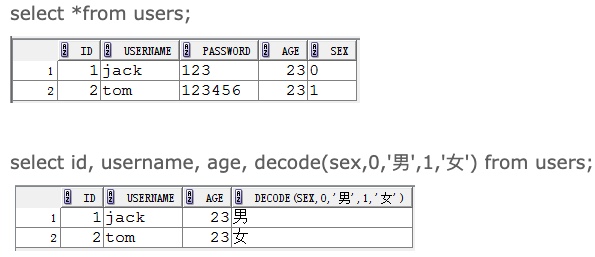 select *from users;
ID USERNAME PASSWORD AGE SEX
1 1 jack 123 23 0
2 2 tom 123456 23 1
select id, username, age, decode(sex,0,'男',1,'女') from users;
ID USERNAME AGE DECODE(SEX,0,'男',1,'女')
1 1 jack 23 男
2 2 tom 23 女